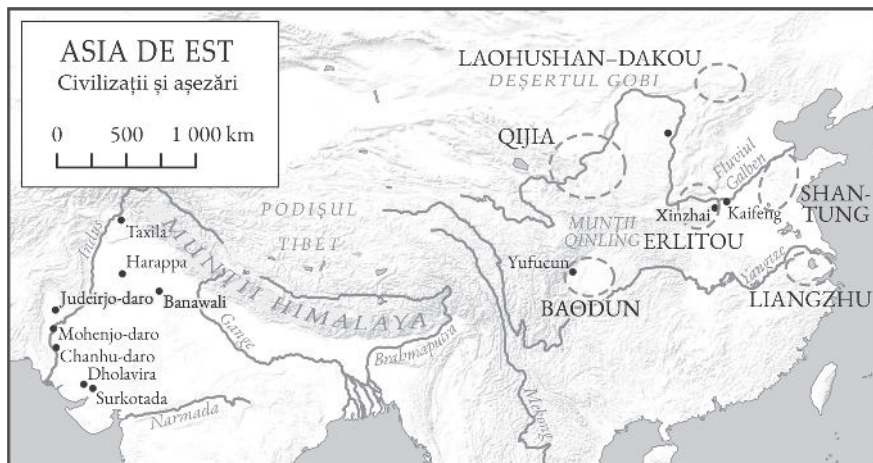 ASIA DE EST
Civilizații și așezări
0 500 1 000 km
LAOHUSHAN–DAKOU
DEȘERTUL GOBI
QIJIA
Fluviul
Galben
SHAN-
TUNG
Xinzhai
Kaifeng
ERLITOU
MUNȚII
QINLING
PODIȘUL
TIBET
Yufucun
BAODUN
Yangtze
LIANGZHU
Indus
Taxila
MUNȚII HIMALAYA
Harappa
Judeirjo-daro
Banawali
Mohenjo-daro
Chanhu-daro
Dholavira
Surkotada
Gange
Brahmaputra
Narmada
Mekong